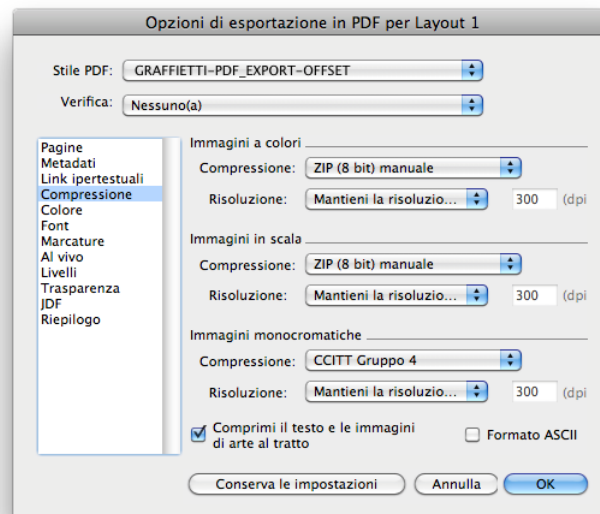 Opzioni di esportazione in PDF per Layout 1
Stile PDF: GRAFFIETTI-PDF_EXPORT-OFFSET
Verifica: Nessuno(a)
Pagine
Metadati
Link ipertestuali
Compressione
Colore
Font
Marcature
Al vivo
Livelli
Trasparenza
JDF
Riepilogo
Immagini a colori
Compressione: ZIP (8 bit) manuale
Risoluzione: Mantieni la risoluzio... 300 (dpi
Immagini in scala
Compressione: ZIP (8 bit) manuale
Risoluzione: Mantieni la risoluzio... 300 (dpi
Immagini monocromatiche
Compressione: CCITT Gruppo 4
Risoluzione: Mantieni la risoluzio... 300 (dpi
Comprimi il testo e le immagini
di arte al tratto
Formato ASCII
Conserva le impostazioni Annulla OK